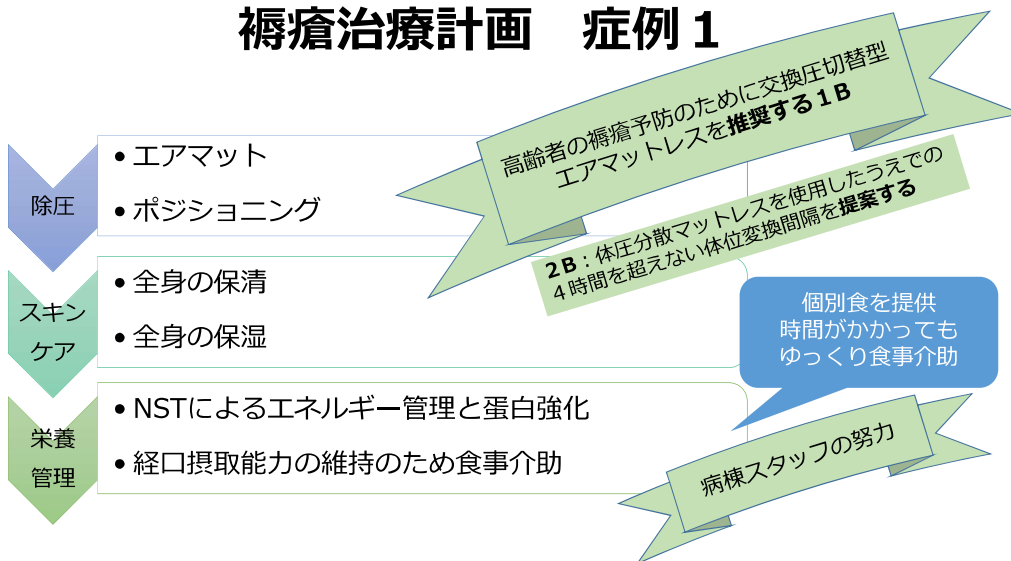 褥瘡治療計画　症例１
高齢者の褥瘡予防のために交換圧切替型
エアマットレスを推奨する１B
除圧
• エアマット
• ポジショニング
２B：体圧分散マットレスを使用したうえでの
４時間を超えない体位変換間隔を提案する
スキン
ケア
• 全身の保清
• 全身の保湿
個別食を提供
時間がかかっても
ゆっくり食事介助
栄養
管理
• NSTによるエネルギー管理と蛋白強化
• 経口摂取能力の維持のため食事介助
病棟スタッフの努力